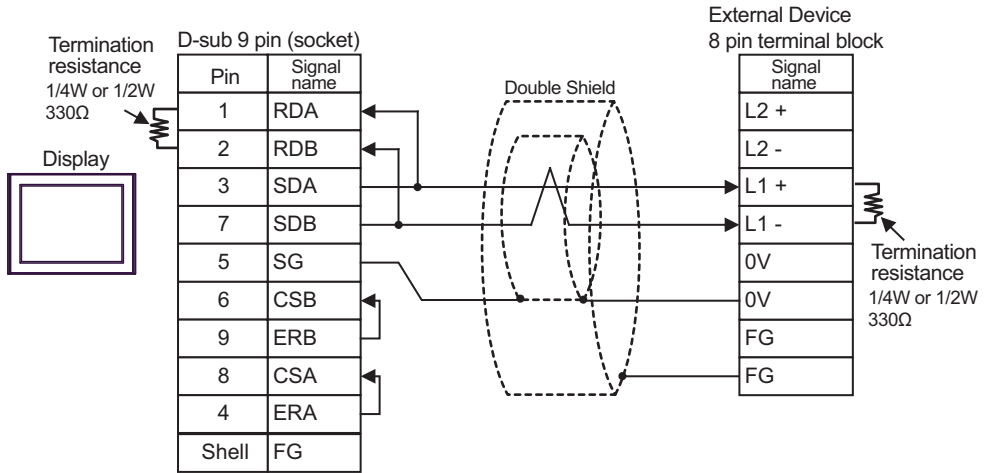 External Device
8 pin terminal block
Termination
resistance
1/4W or 1/2W
330Ω
D-sub 9 pin (socket)
Pin Signal name
1 RDA
2 RDB
3 SDA
7 SDB
5 SG
6 CSB
9 ERB
8 CSA
4 ERA
Shell FG
Display
Double Shield
Signal name
L2 +
L2 -
L1 +
L1 -
0V
0V
FG
FG
Termination
resistance
1/4W or 1/2W
330Ω